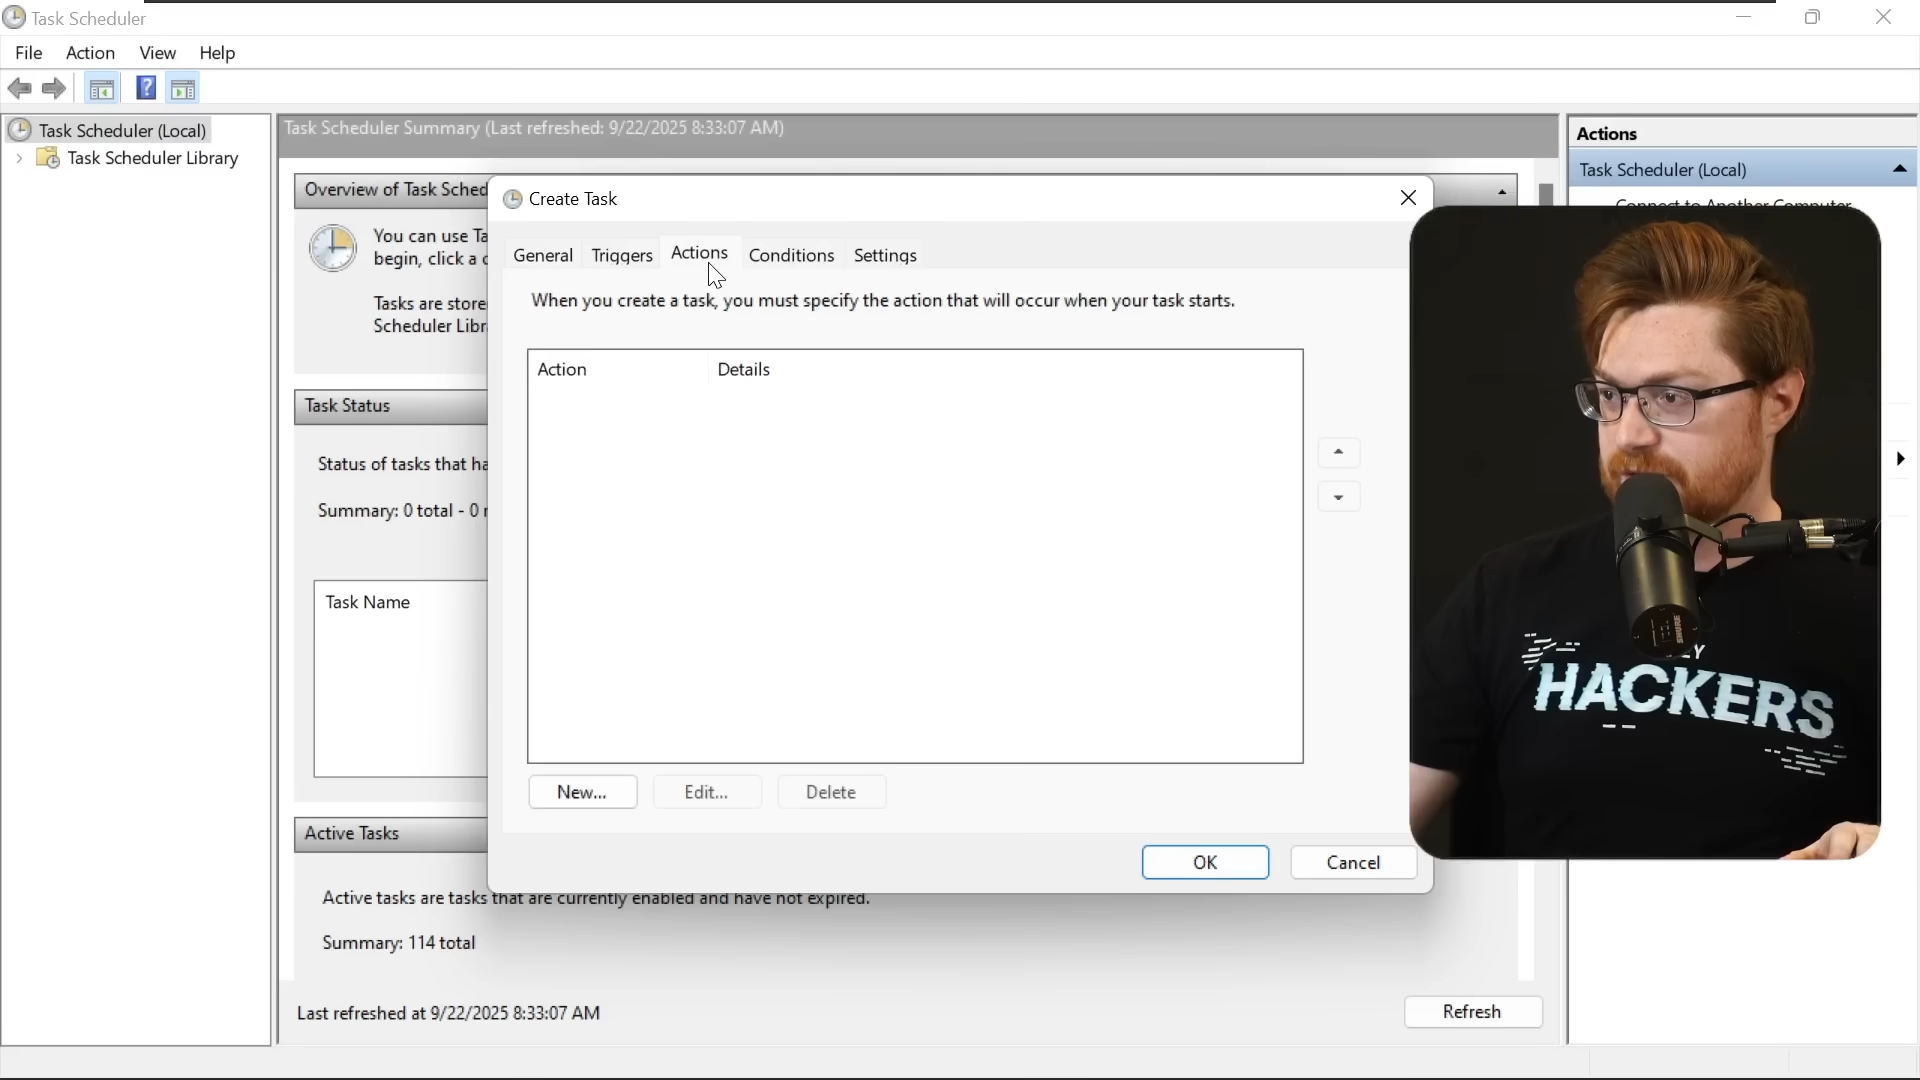 Task Scheduler
File Action View Help
Task Scheduler (Local)
Task Scheduler Library
Task Scheduler Summary (Last refreshed: 9/22/2025 8:33:07 AM)
Overview of Task Sched
You can use Ta
begin, click a c
Tasks are store
Scheduler Libr
Task Status
Status of tasks that ha
Summary: 0 total - 0 r
Task Name
Active Tasks
Active tasks are tasks that are currently enabled and have not expired.
Summary: 114 total
Last refreshed at 9/22/2025 8:33:07 AM
Refresh
Create Task
General Triggers Actions Conditions Settings
When you create a task, you must specify the action that will occur when your task starts.
Action Details
New... Edit... Delete
OK Cancel
Actions
Task Scheduler (Local)
Connect to Another Computer
SHURE
HACKERS